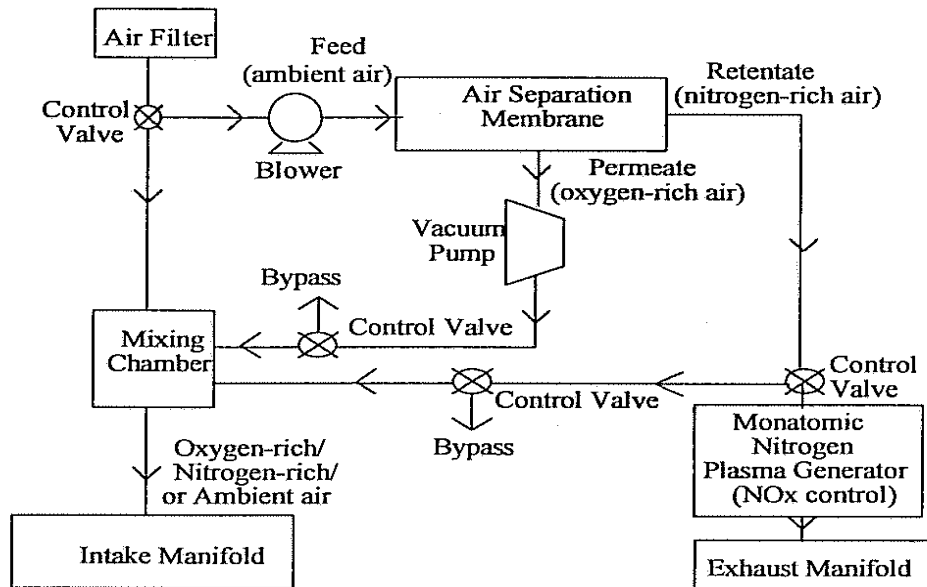 Air Filter
Feed
(ambient air)
Retentate
(nitrogen-rich air)
Control
Valve
Air Separation
Membrane
Blower
Permeate
(oxygen-rich air)
Vacuum
Pump
Bypass
Control Valve
Mixing
Chamber
Control
Valve
Control Valve
Bypass
Monatomic
Nitrogen
Plasma Generator
(NOx control)
Oxygen-rich/
Nitrogen-rich/
or Ambient air
Intake Manifold
Exhaust Manifold